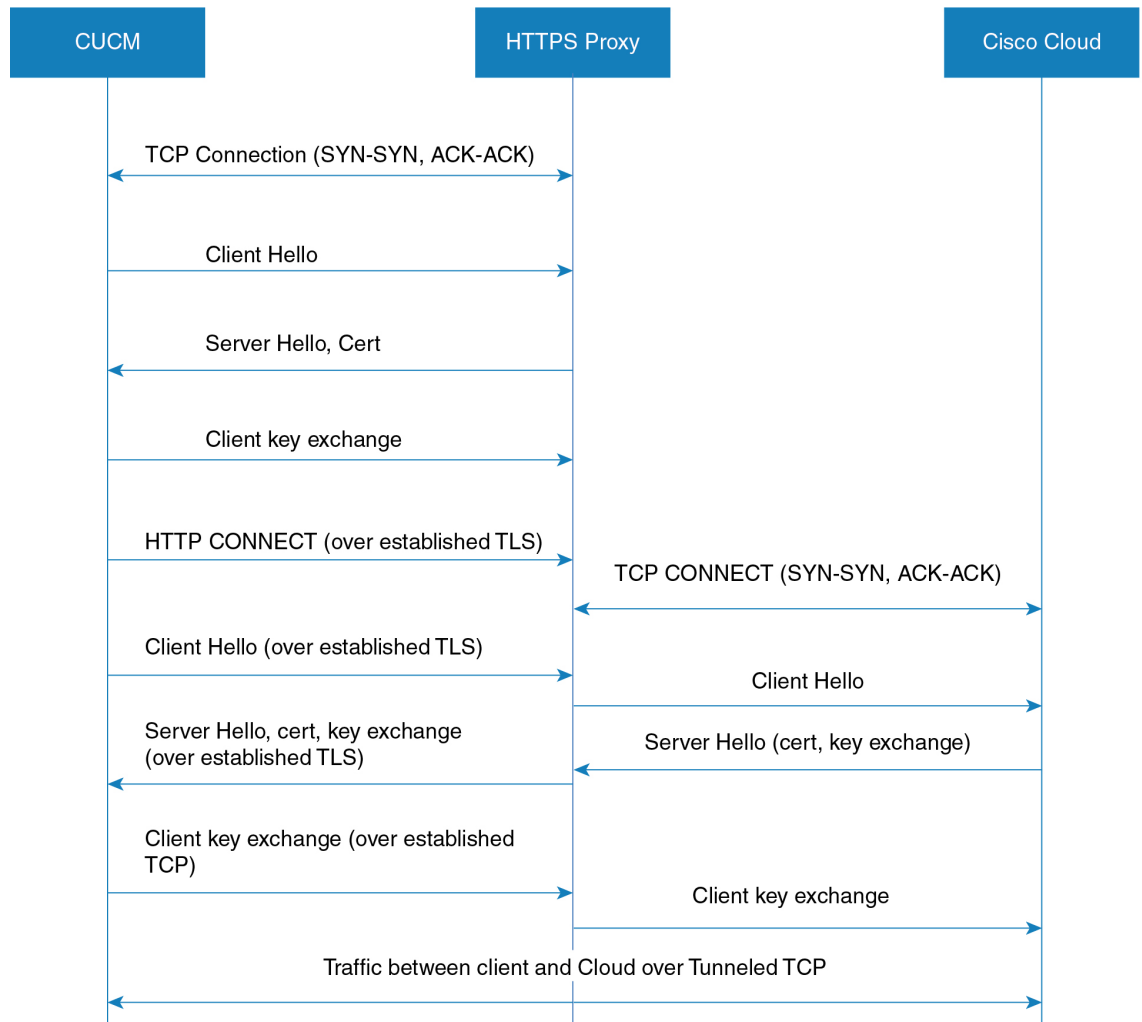 CUCM
HTTPS Proxy
Cisco Cloud
TCP Connection (SYN-SYN, ACK-ACK)
Client Hello
Server Hello, Cert
Client key exchange
HTTP CONNECT (over established TLS)
TCP CONNECT (SYN-SYN, ACK-ACK)
Client Hello (over established TLS)
Client Hello
Server Hello, cert, key exchange
(over established TLS)
Server Hello (cert, key exchange)
Client key exchange (over established
TCP)
Client key exchange
Traffic between client and Cloud over Tunneled TCP